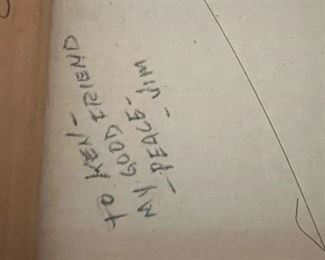 TO KEN -
MY GOOD FRIEND
- PEACE -
- JIM